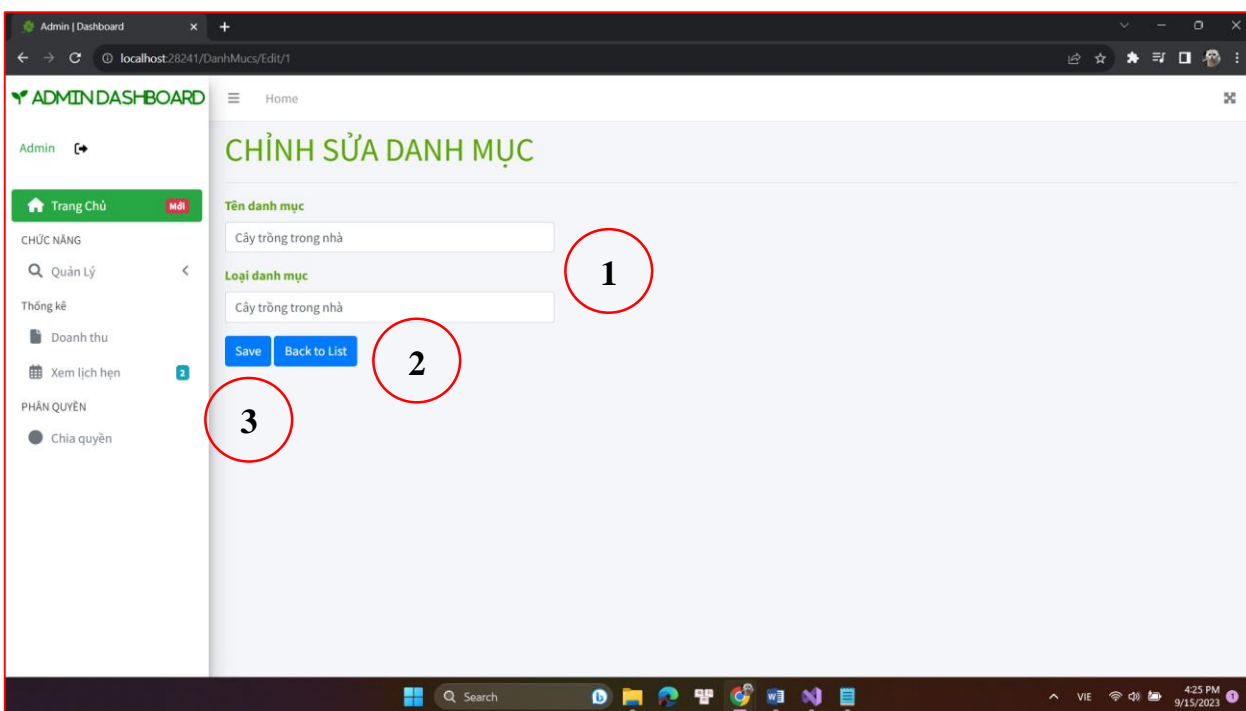 Admin | Dashboard
localhost:28241/DanhMucs/Edit/1
ADMIN DASHBOARD
Home
Admin
CHỈNH SỬA DANH MỤC
Trang Chủ Mới
Tên danh mục
Cây trồng trong nhà
CHỨC NĂNG
Quản Lý
1
Loại danh mục
Cây trồng trong nhà
Thống kê
Doanh thu
Save Back to List
2
Xem lịch hẹn 2
PHÂN QUYỀN
3
Chia quyền
Search
VIE
4:25 PM
9/15/2023
1